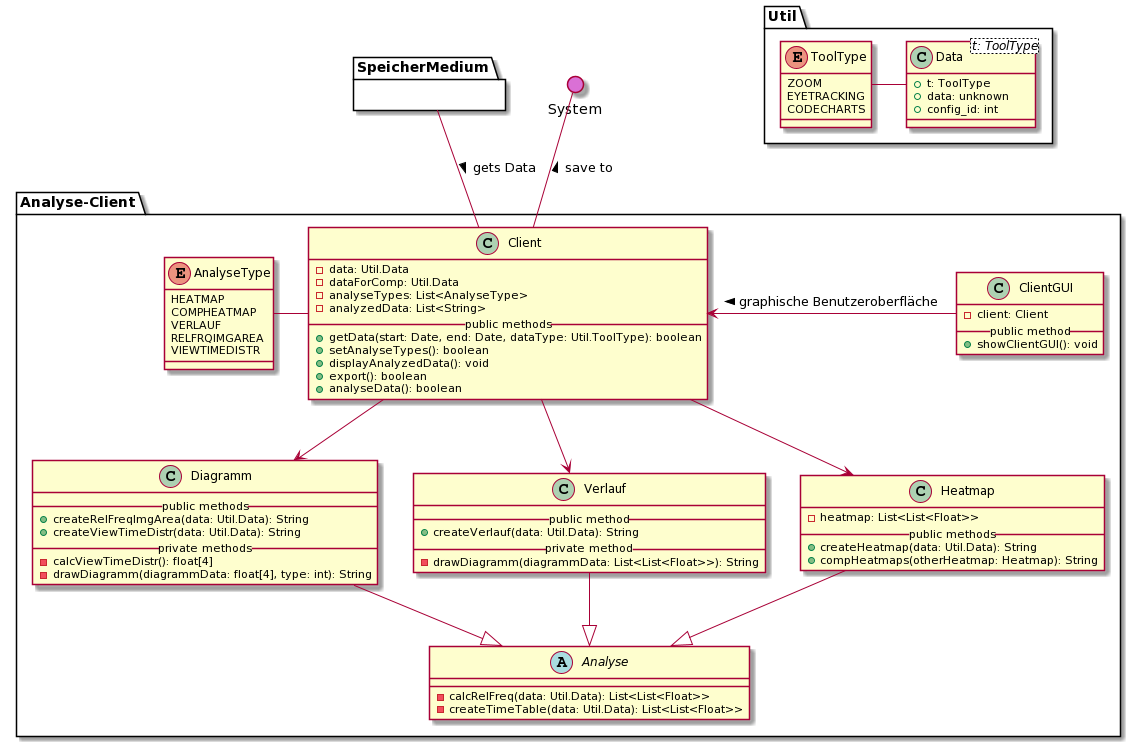 Util
E ToolType
ZOOM
EYETRACKING
CODECHARTS
C Data
t: ToolType
t: ToolType
data: unknown
config_id: int
SpeicherMedium
System
gets Data
save to
Analyse-Client
E AnalyseType
HEATMAP
COMPHEATMAP
VERLAUF
RELFRQIMGAREA
VIEWTIMEDISTR
C Client
data: Util.Data
dataForComp: Util.Data
analyseTypes: List<AnalyseType>
analyzedData: List<String>
public methods
getData(start: Date, end: Date, dataType: Util.ToolType): boolean
setAnalyseTypes(): boolean
displayAnalyzedData(): void
export(): boolean
analyseData(): boolean
graphische Benutzeroberfläche
C ClientGUI
client: Client
public method
showClientGUI(): void
C Diagramm
public methods
createRelFreqImgArea(data: Util.Data): String
createViewTimeDistr(data: Util.Data): String
private methods
calcViewTimeDistr(): float[4]
drawDiagramm(diagrammData: float[4], type: int): String
C Verlauf
public method
createVerlauf(data: Util.Data): String
private method
drawDiagramm(diagrammData: List<List<Float>>): String
C Heatmap
heatmap: List<List<Float>>
public methods
createHeatmap(data: Util.Data): String
compHeatmaps(otherHeatmap: Heatmap): String
A Analyse
calcRelFreq(data: Util.Data): List<List<Float>>
createTimeTable(data: Util.Data): List<List<Float>>